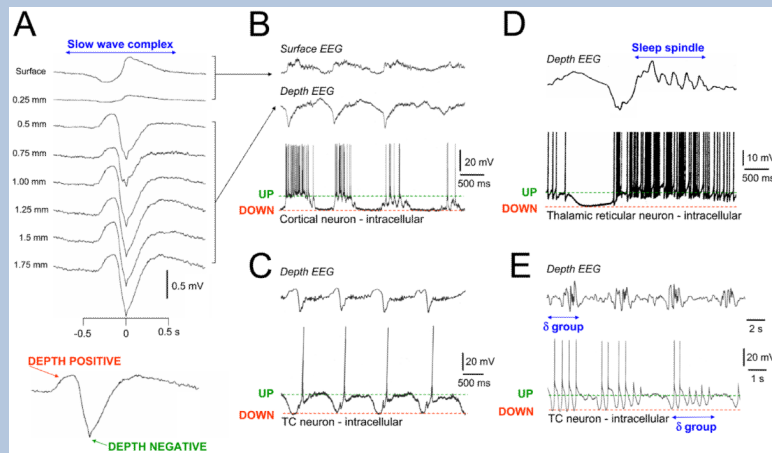 A
Slow wave complex
Surface
0.25 mm
0.5 mm
0.75 mm
1.00 mm
1.25 mm
1.5 mm
1.75 mm
0.5 mV
-0.5 0 0.5 s
DEPTH POSITIVE
DEPTH NEGATIVE
B
Surface EEG
Depth EEG
20 mV
500 ms
UP
DOWN
Cortical neuron - intracellular
C
Depth EEG
20 mV
500 ms
UP
DOWN
TC neuron - intracellular
D
Sleep spindle
Depth EEG
10 mV
500 ms
UP
DOWN
Thalamic reticular neuron - intracellular
E
Depth EEG
δ group
2 s
20 mV
1 s
UP
DOWN
TC neuron - intracellular
δ group